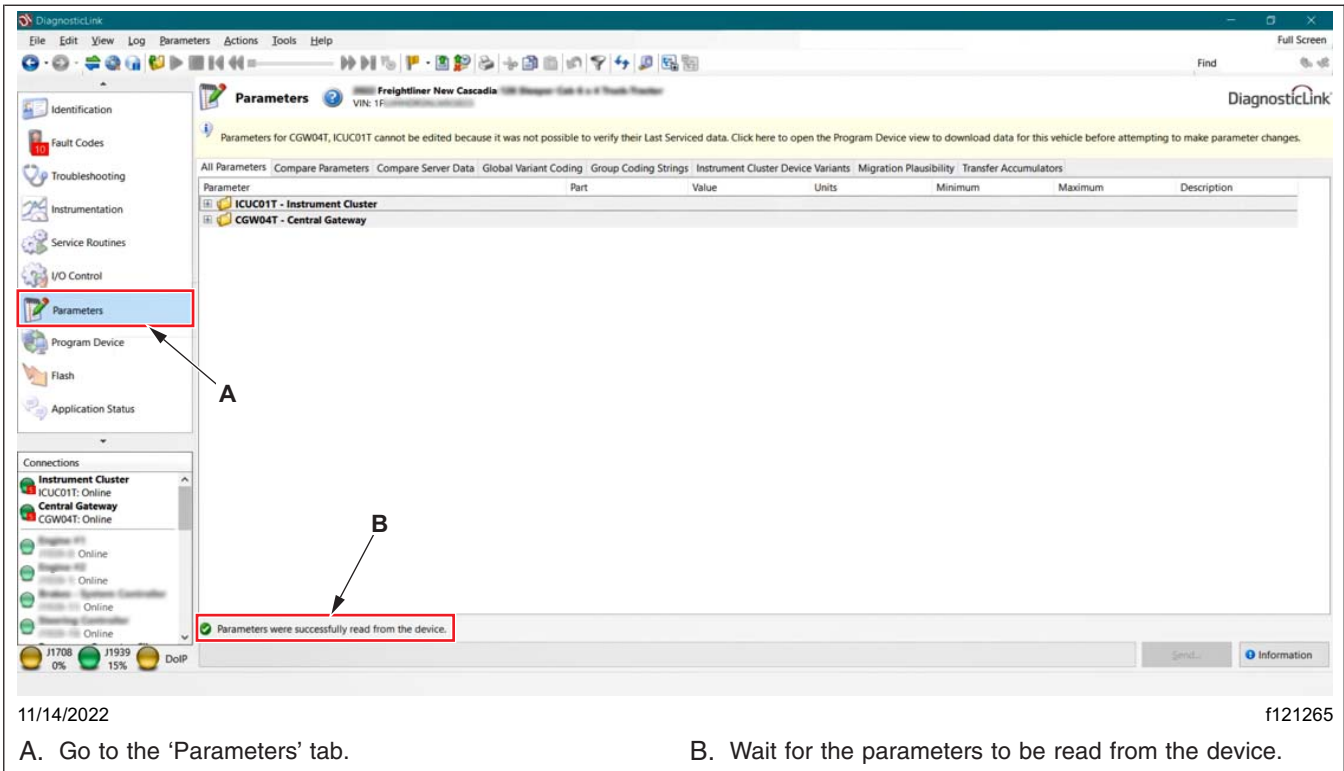 DiagnosticLink
File Edit View Log Parameters Actions Tools Help
Full Screen
Find
Identification
Fault Codes
10
Troubleshooting
Instrumentation
Service Routines
I/O Control
Parameters
Program Device
Flash
Application Status
Parameters
Freightliner New Cascadia
VIN: 1F
DiagnosticLink
Parameters for CGW04T, ICUC01T cannot be edited because it was not possible to verify their Last Serviced data. Click here to open the Program Device view to download data for this vehicle before attempting to make parameter changes.
All Parameters Compare Parameters Compare Server Data Global Variant Coding Group Coding Strings Instrument Cluster Device Variants Migration Plausibility Transfer Accumulators
Parameter Part Value Units Minimum Maximum Description
ICUC01T - Instrument Cluster
CGW04T - Central Gateway
A
B
Connections
Instrument Cluster
ICUC01T: Online
Central Gateway
CGW04T: Online
Online
Online
Online
Online
J1708
0%
J1939
15%
DoIP
Parameters were successfully read from the device.
Send...
Information
11/14/2022
f121265
A. Go to the 'Parameters' tab.
B. Wait for the parameters to be read from the device.